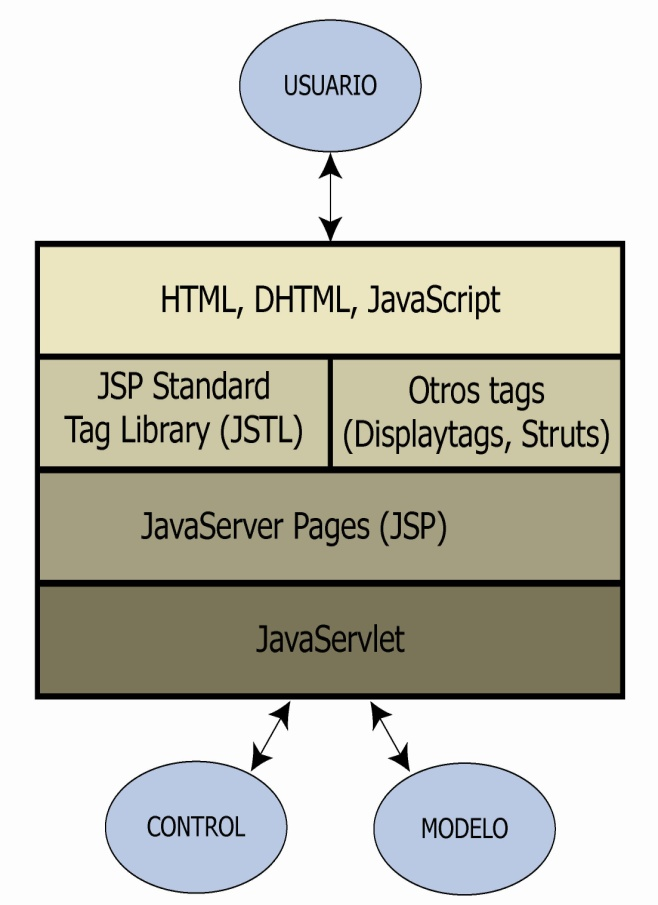 USUARIO
HTML, DHTML, JavaScript
JSP Standard
Tag Library (JSTL)
Otros tags
(Displaytags, Struts)
JavaServer Pages (JSP)
JavaServlet
CONTROL
MODELO